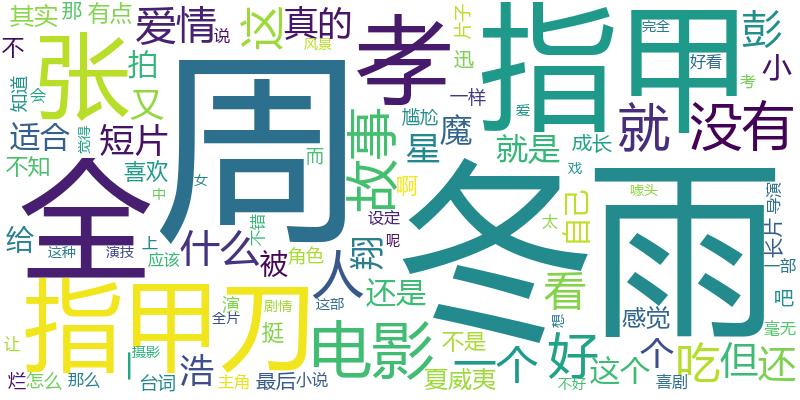 其实
那
有点
不
爱情
说
这
真的
风景
孝
指甲
完全
彭
迅
片子
好看
小
考
张
拍
又
知道
会
周
一样
尴尬
爱
就
没有
适合
觉得
短片
故事
星
魔
就是
成长
不知
喜欢
而
啊
戏
中
女
全
冬雨
噱头
导演
自己
设定
太
给
这种
演技
上
应该
什么
不错
被
角色
呢
翔
人
还是
看
长片
一部
指甲刀
演
剧情
这部
全片
挺
电影
想
感觉
吧
毫无
让
摄影
一
浩
不是
一个
好
个
吃
但
还
烂
怎么
那么
台词
主角
最后
小说
夏威夷
不好
这个
喜剧